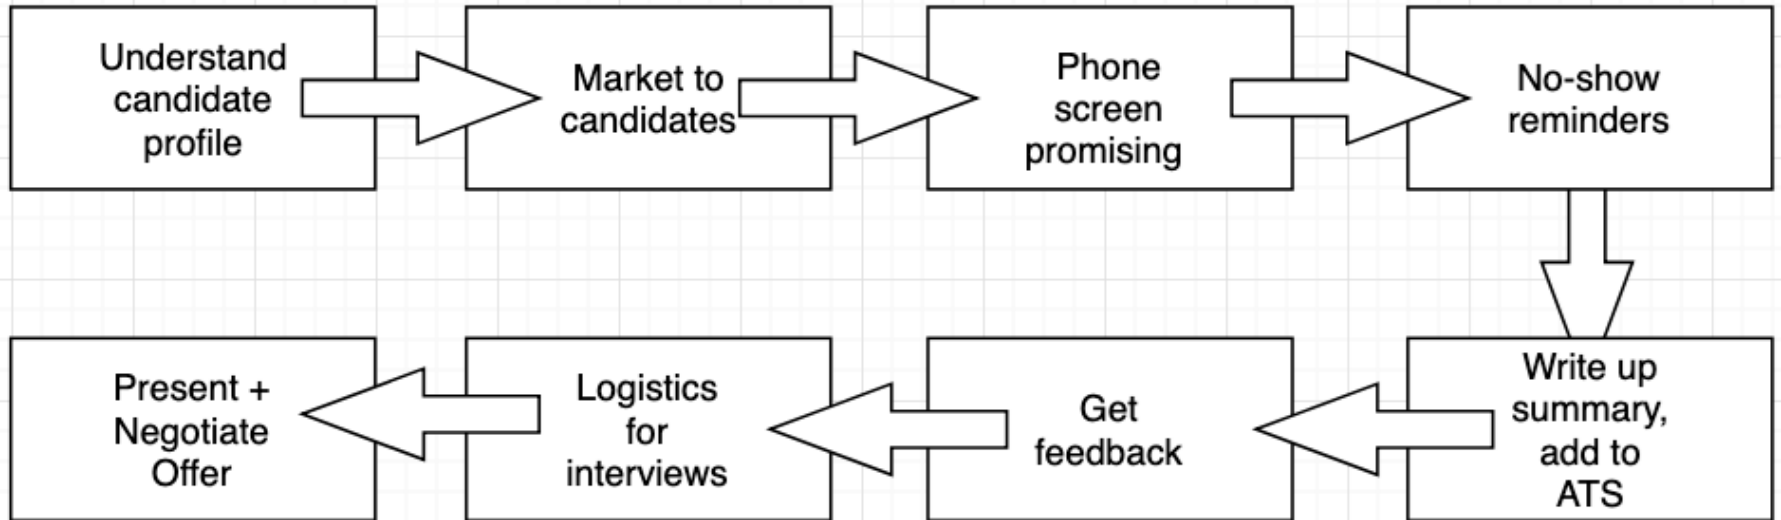 Understand
candidate
profile
Market to
candidates
Phone
screen
promising
No-show
reminders
Present +
Negotiate
Offer
Logistics
for
interviews
Get
feedback
Write up
summary,
add to
ATS